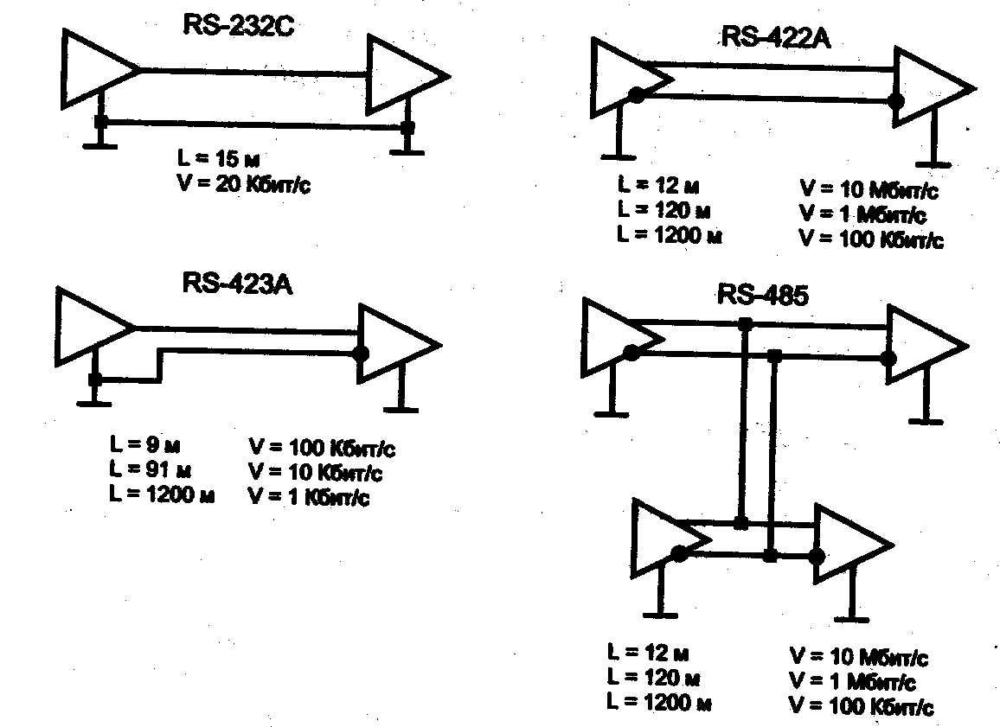 RS-232C
L = 15 м
V = 20 Кбит/с
RS-422A
L = 12 м V = 10 Мбит/с
L = 120 м V = 1 Мбит/с
L = 1200 м V = 100 Кбит/с
RS-423A
L = 9 м V = 100 Кбит/с
L = 91 м V = 10 Кбит/с
L = 1200 м V = 1 Кбит/с
RS-485
L = 12 м V = 10 Мбит/с
L = 120 м V = 1 Мбит/с
L = 1200 м V = 100 Кбит/с